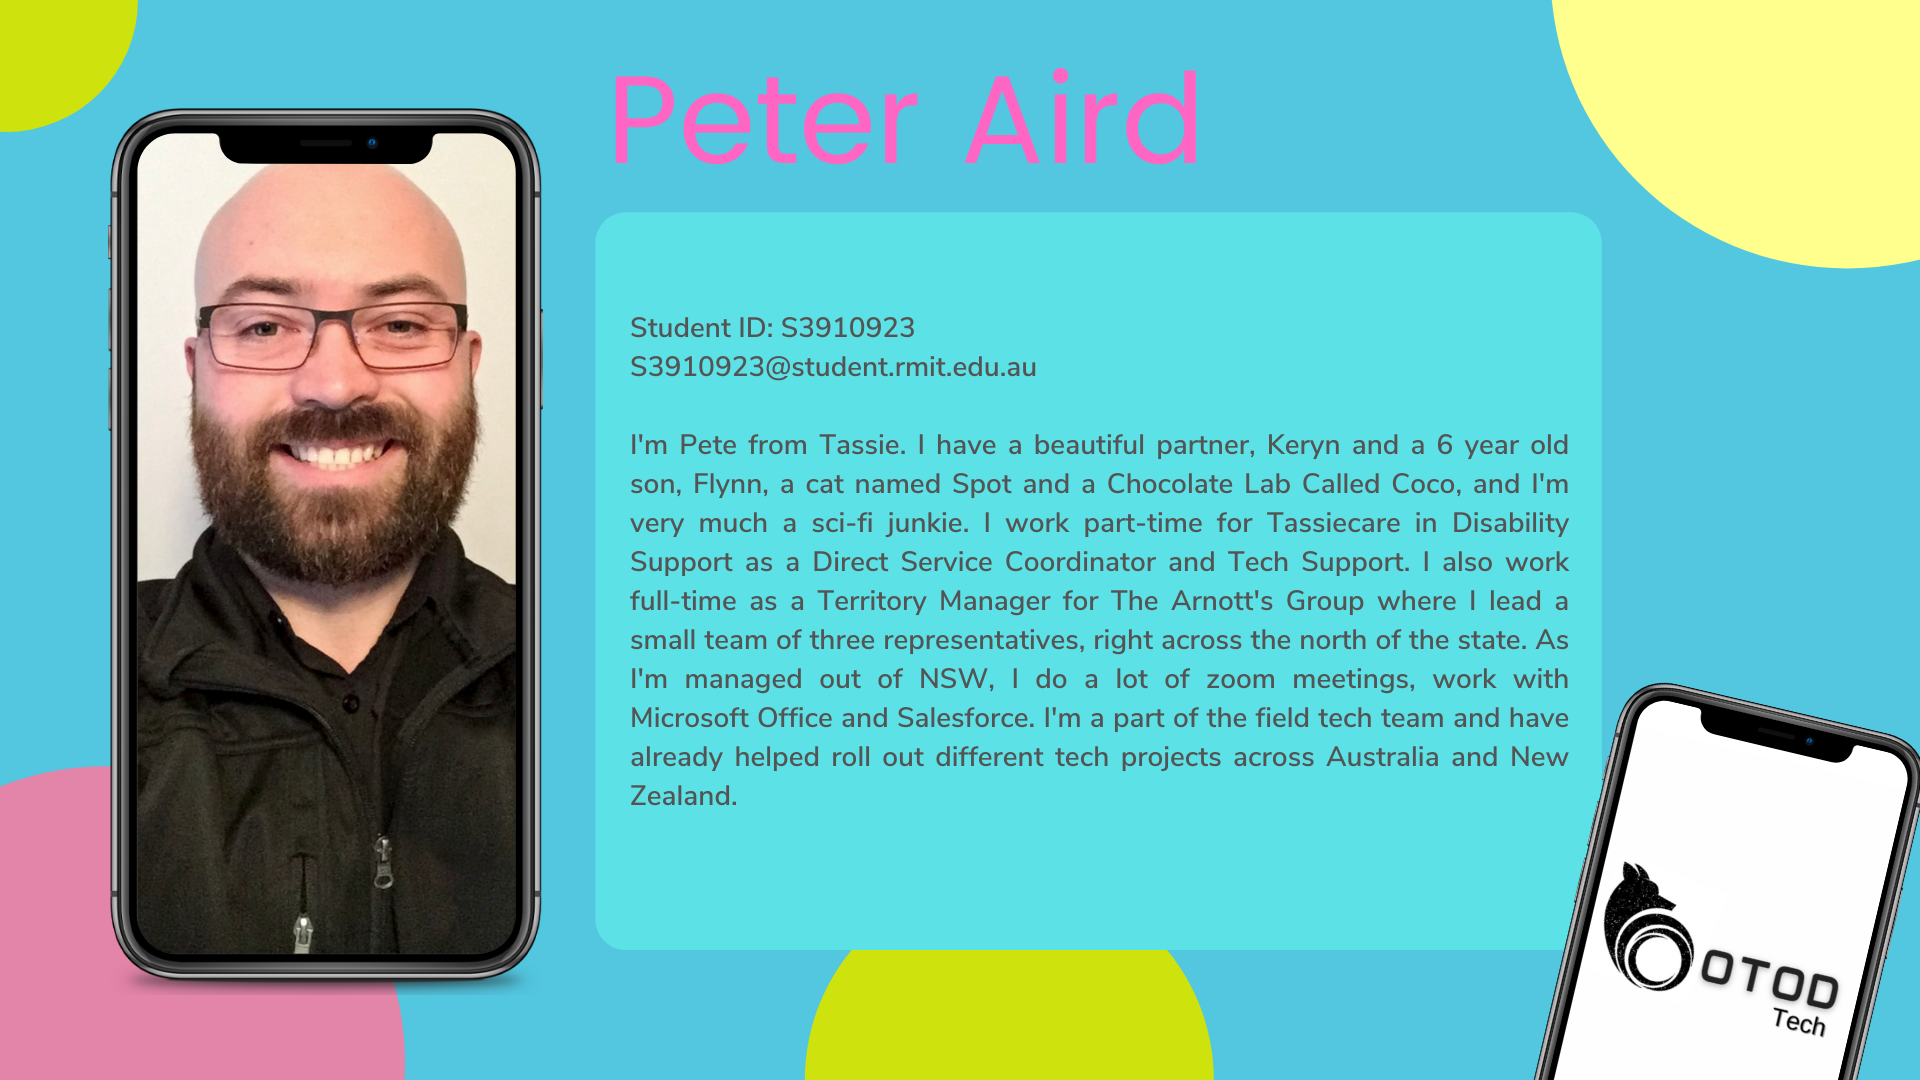 Peter Aird
Student ID: S3910923
S3910923@student.rmit.edu.au
I'm Pete from Tassie. I have a beautiful partner, Keryn and a 6 year old
son, Flynn, a cat named Spot and a Chocolate Lab Called Coco, and I'm
very much a sci-fi junkie. I work part-time for Tassiecare in Disability
Support as a Direct Service Coordinator and Tech Support. I also work
full-time as a Territory Manager for The Arnott's Group where I lead a
small team of three representatives, right across the north of the state. As
I'm managed out of NSW, I do a lot of zoom meetings, work with
Microsoft Office and Salesforce. I'm a part of the field tech team and have
already helped roll out different tech projects across Australia and New
Zealand.
OTOD
Tech